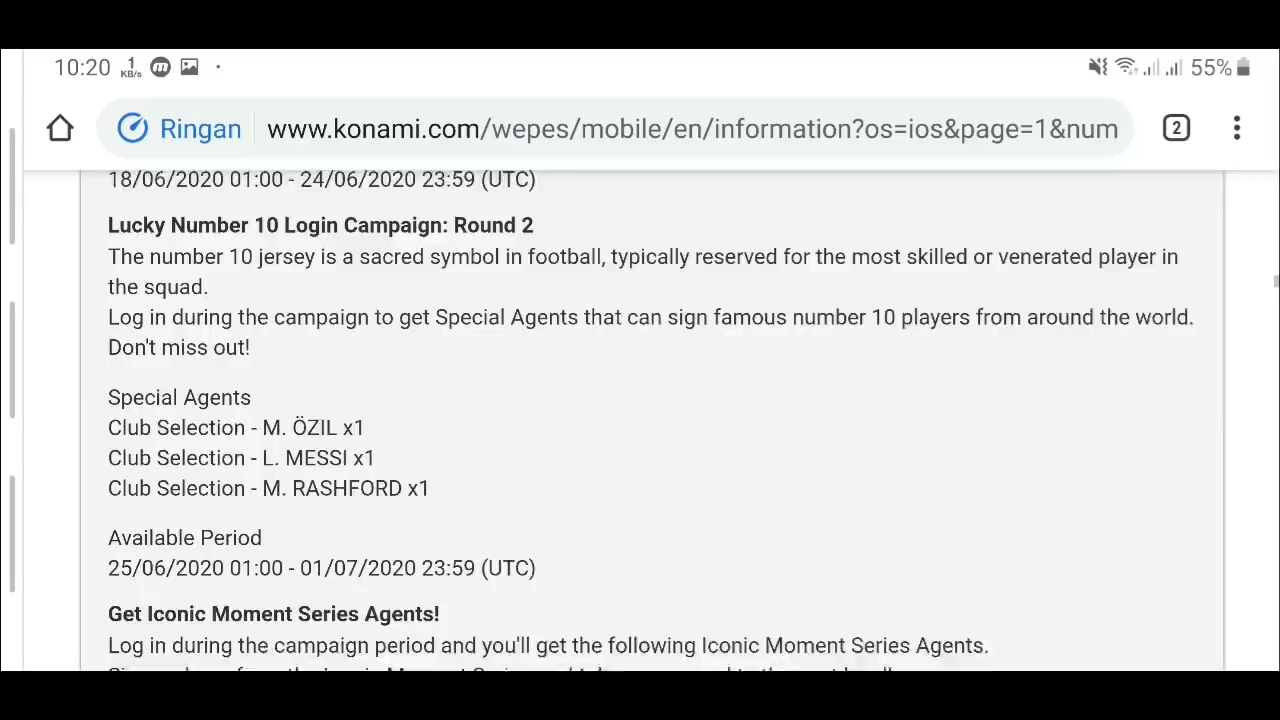 10:20 1 KB/s m 55%
Ringan www.konami.com/wepes/mobile/en/information?os=ios&page=1&num 2
18/06/2020 01:00 - 24/06/2020 23:59 (UTC)
Lucky Number 10 Login Campaign: Round 2
The number 10 jersey is a sacred symbol in football, typically reserved for the most skilled or venerated player in
the squad.
Log in during the campaign to get Special Agents that can sign famous number 10 players from around the world.
Don't miss out!
Special Agents
Club Selection - M. ÖZIL x1
Club Selection - L. MESSI x1
Club Selection - M. RASHFORD x1
Available Period
25/06/2020 01:00 - 01/07/2020 23:59 (UTC)
Get Iconic Moment Series Agents!
Log in during the campaign period and you'll get the following Iconic Moment Series Agents.